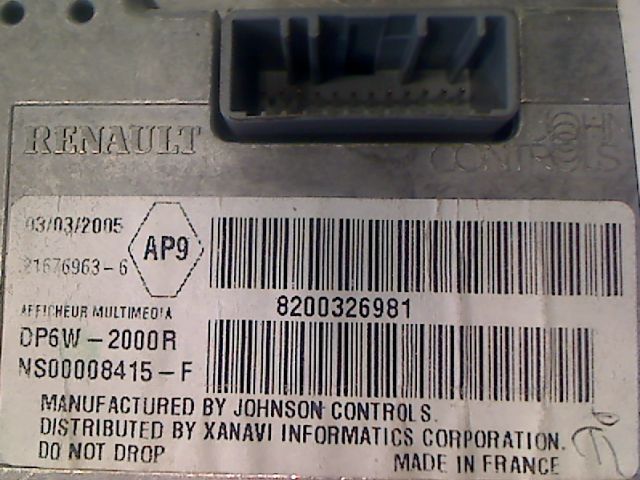 RENAULT
JOHN
CONTROLS
03/03/2005
AP9
21676963-6
AFFICHEUR MULTIMEDIA
8200326981
DP6W-2000R
NS00008415-F
MANUFACTURED BY JOHNSON CONTROLS.
DISTRIBUTED BY XANAVI INFORMATICS CORPORATION.
DO NOT DROP
MADE IN FRANCE